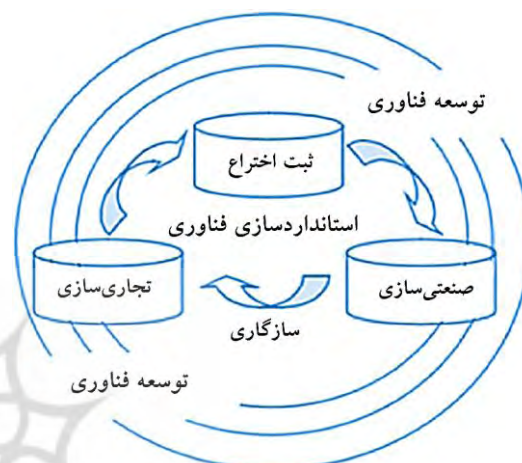 توسعه فناوری
ثبت اختراع
استانداردسازی فناوری
صنعتی‌سازی
تجاری‌سازی
سازگاری
توسعه فناوری